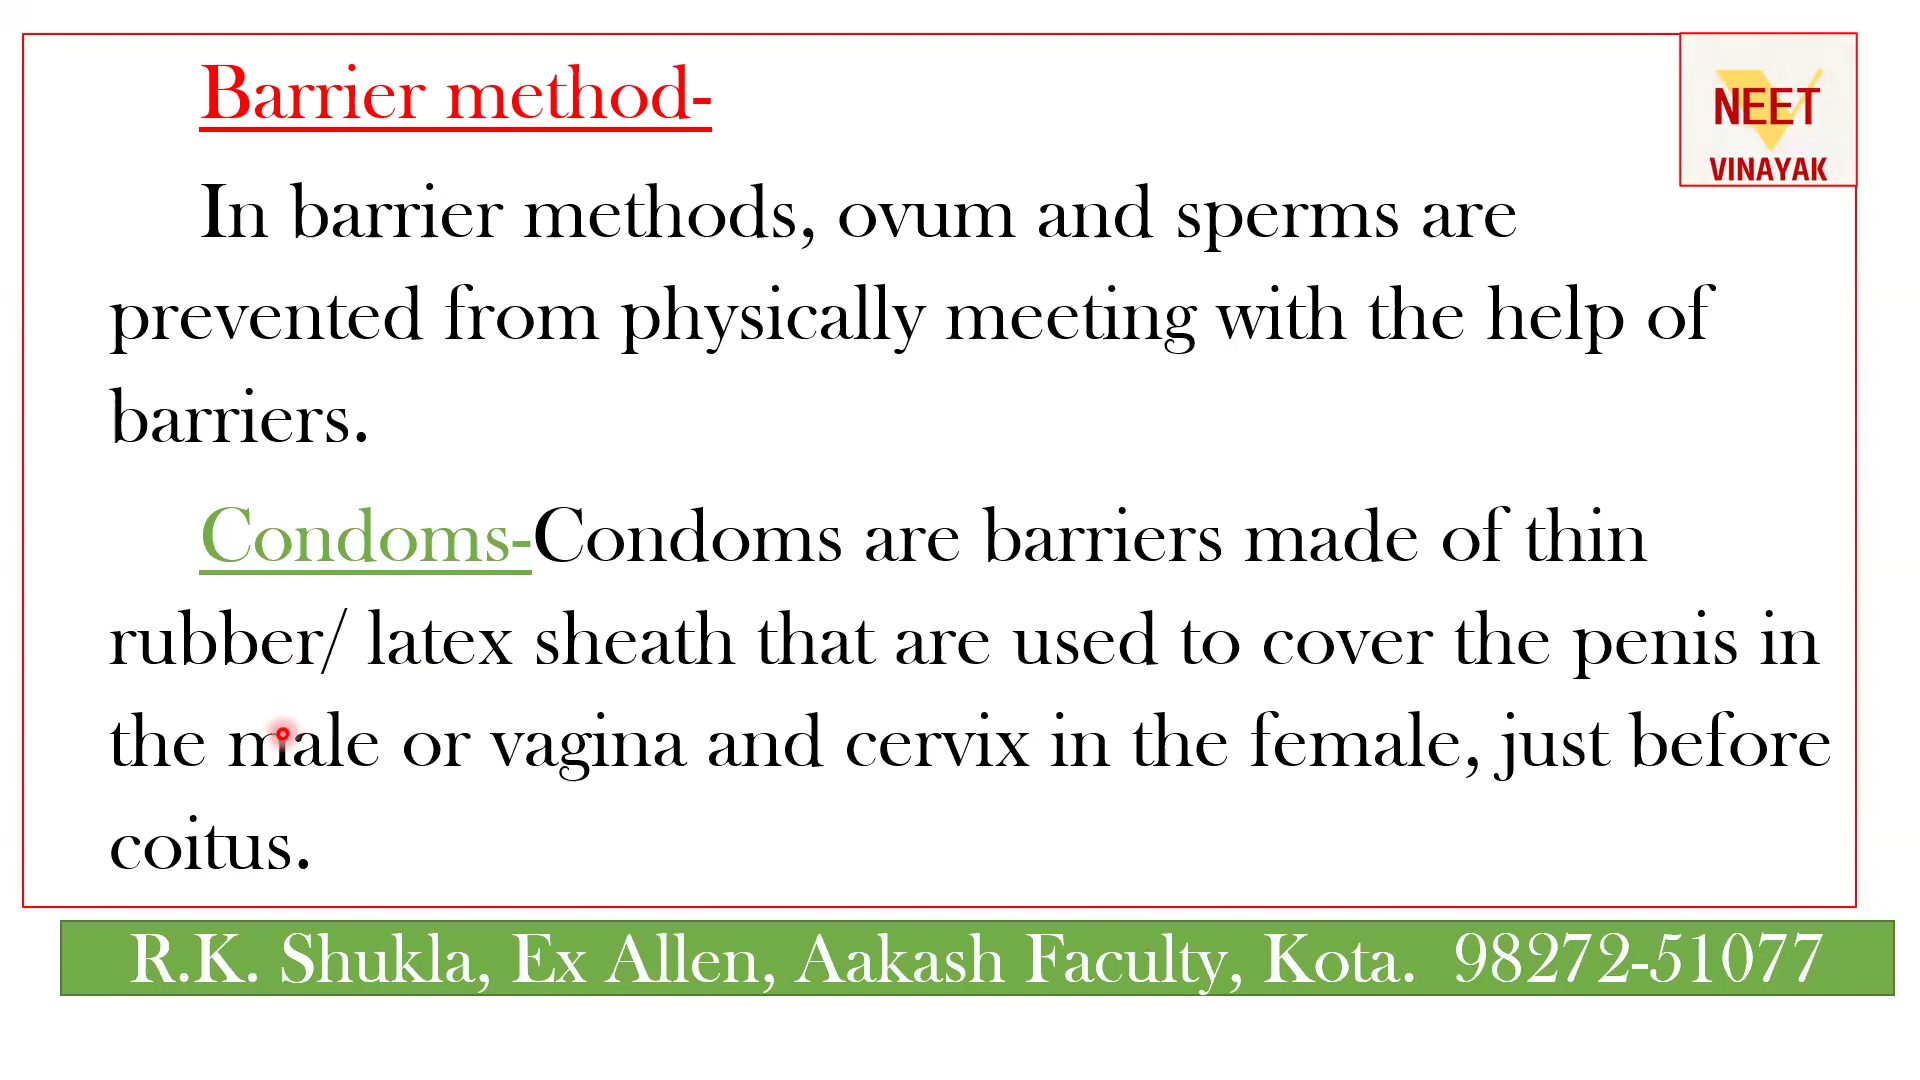 Barrier method-
NEET
VINAYAK
In barrier methods, ovum and sperms are
prevented from physically meeting with the help of
barriers.
Condoms-Condoms are barriers made of thin
rubber/ latex sheath that are used to cover the penis in
the male or vagina and cervix in the female, just before
coitus.
R.K. Shukla, Ex Allen, Aakash Faculty, Kota. 98272-51077